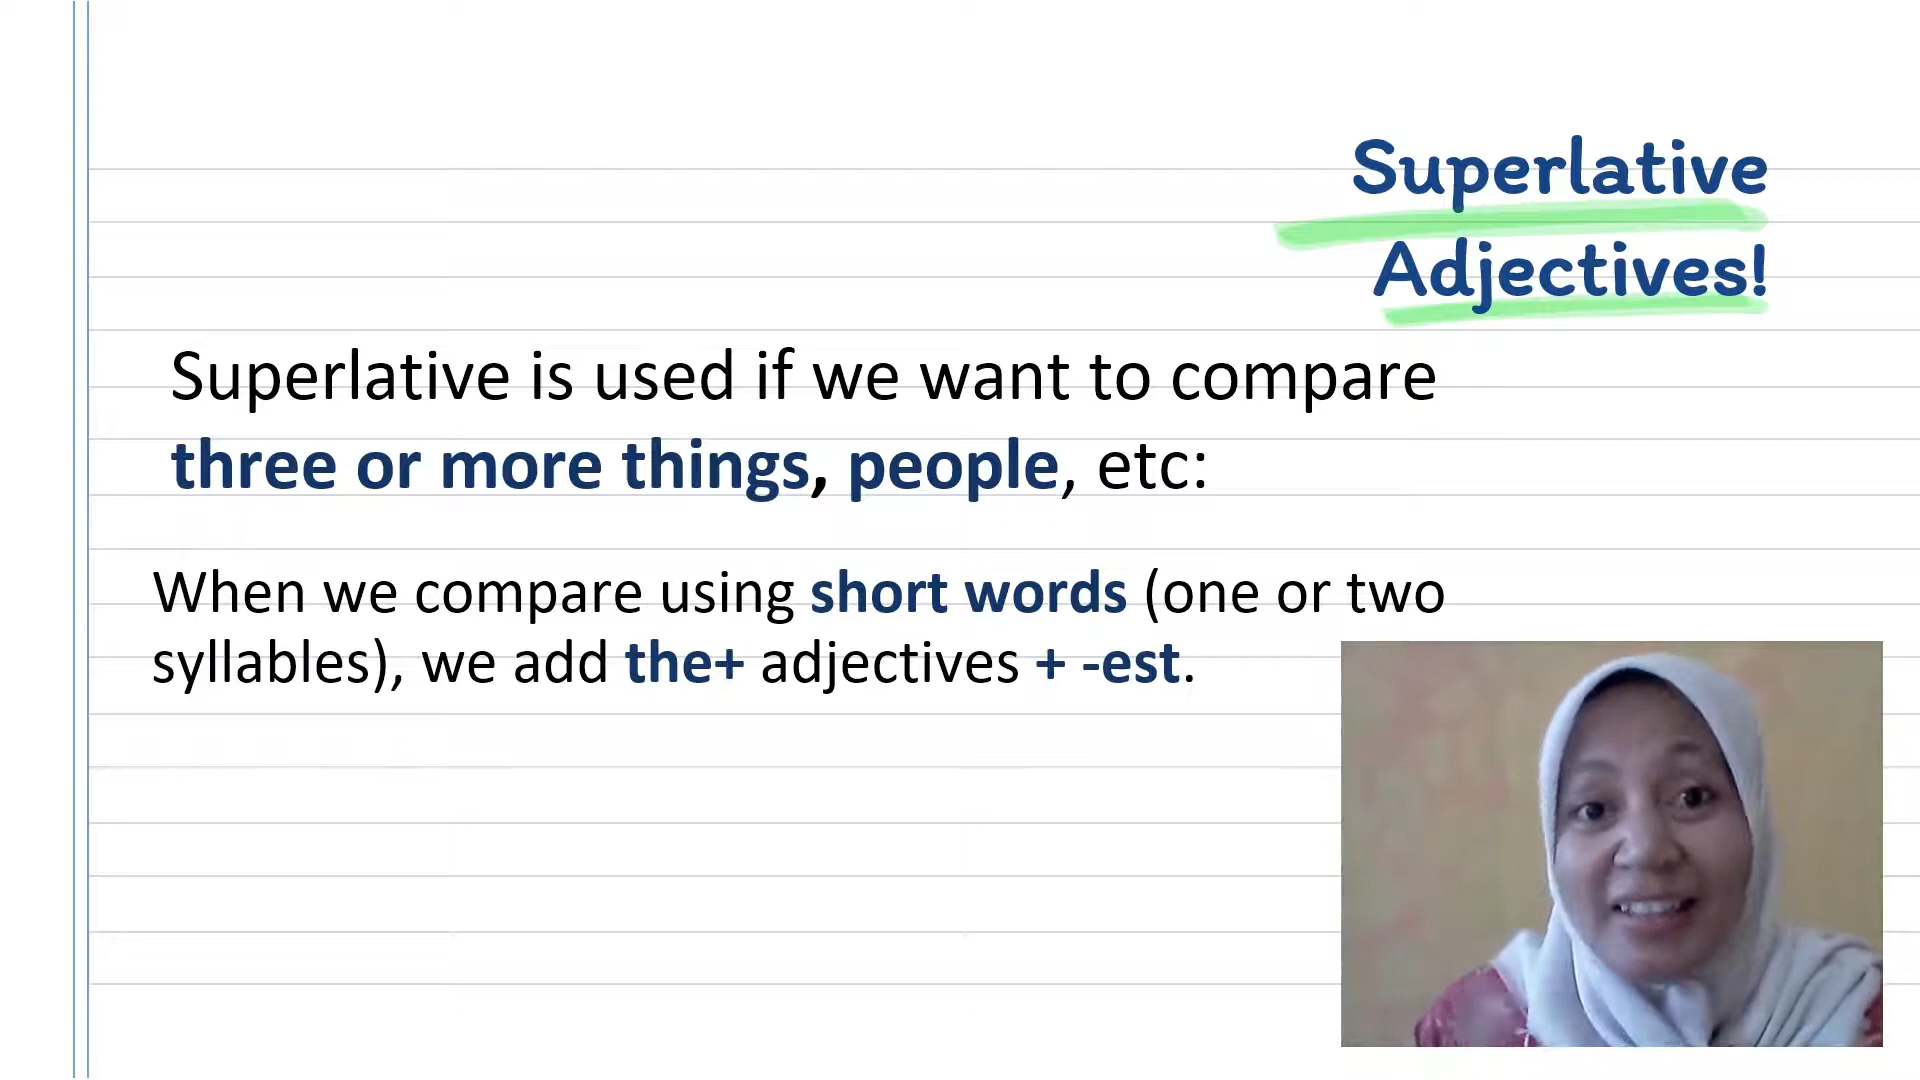 Superlative
Adjectives!
Superlative is used if we want to compare
three or more things, people, etc:
When we compare using short words (one or two
syllables), we add the+ adjectives + -est.